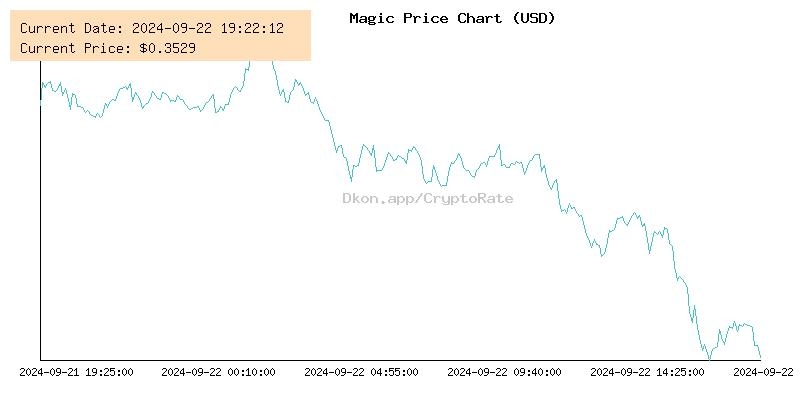 Magic Price Chart (USD)
Current Date: 2024-09-22 19:22:12
Current Price: $0.3529
Dkon.app/CryptoRate
2024-09-21 19:25:00
2024-09-22 00:10:00
2024-09-22 04:55:00
2024-09-22 09:40:00
2024-09-22 14:25:00
2024-09-22